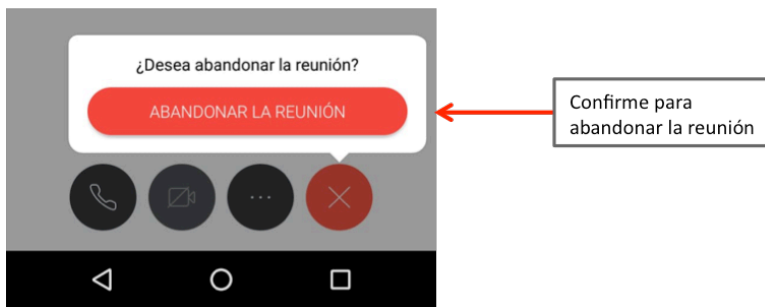 ¿Desea abandonar la reunión?
ABANDONAR LA REUNIÓN
Confirme para
abandonar la reunión